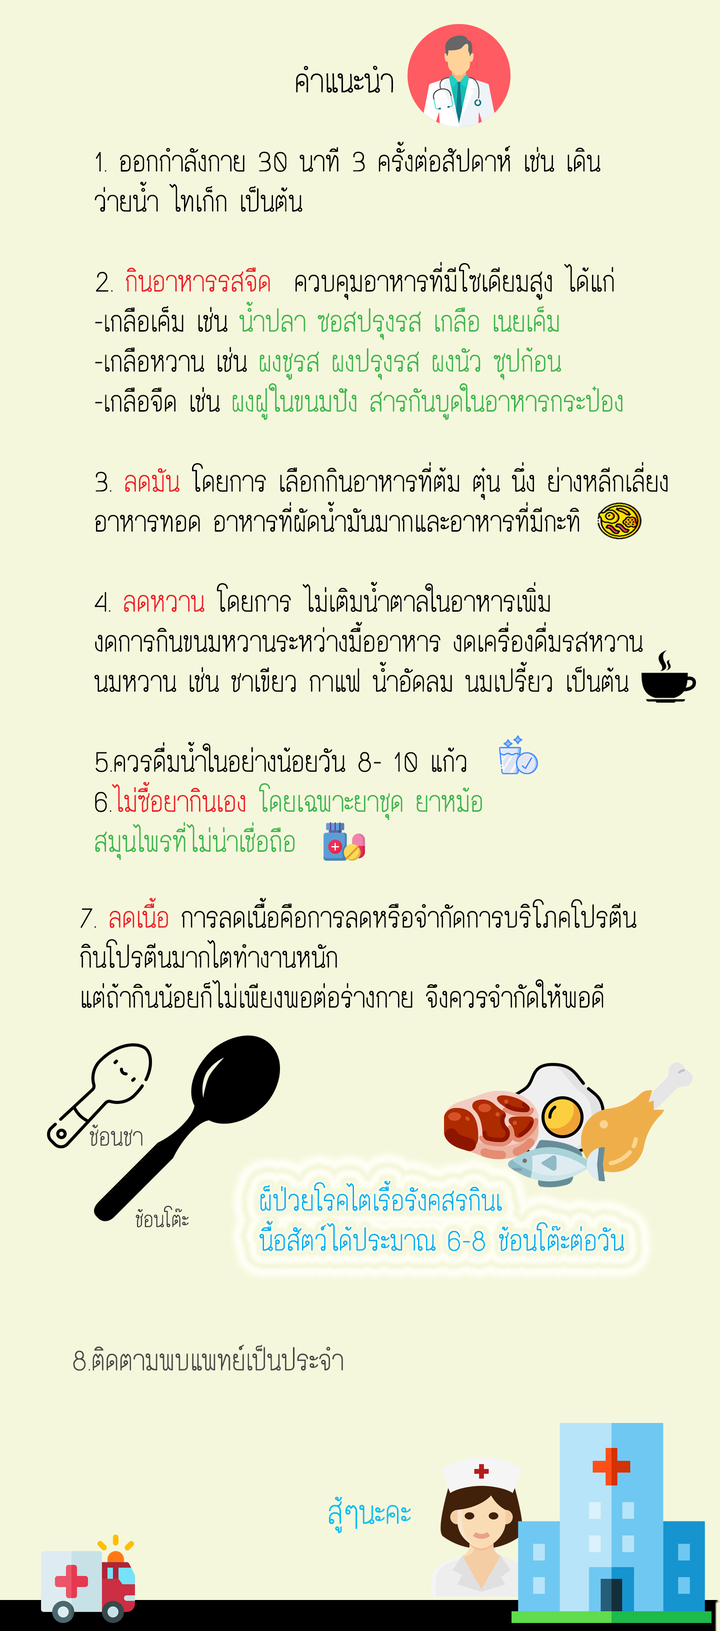 คำแนะนำ
1. ออกกำลังกาย 30 นาที 3 ครั้งต่อสัปดาห์ เช่น เดิน
ว่ายน้ำ ไทเก็ก เป็นต้น
2. กินอาหารรสจืด ควบคุมอาหารที่มีโซเดียมสูง ได้แก่
-เกลือเค็ม เช่น น้ำปลา ซอสปรุงรส เกลือ เนยเค็ม
-เกลือหวาน เช่น ผงชูรส ผงปรุงรส ผงนัว ซุปก้อน
-เกลือจืด เช่น ผงฝูในขนมปัง สารกันบูดในอาหารกระป๋อง
3. ลดมัน โดยการ เลือกกินอาหารที่ต้ม ตุ๋น นึ่ง ย่างหลีกเลี่ยง
อาหารทอด อาหารที่ผัดน้ำมันมากและอาหารที่มีกะทิ
4. ลดหวาน โดยการ ไม่เติมน้ำตาลในอาหารเพิ่ม
งดการกินขนมหวานระหว่างมื้ออาหาร งดเครื่องดื่มรสหวาน
นมหวาน เช่น ชาเขียว กาแฟ น้ำอัดลม นมเปรี้ยว เป็นต้น
5.ควรดื่มน้ำในอย่างน้อยวัน 8- 10 แก้ว
6.ไม่ซื้อยากินเอง โดยเฉพาะยาชุด ยาหม้อ
สมุนไพรที่ไม่น่าเชื่อถือ
7. ลดเนื้อ การลดเนื้อคือการลดหรือจำกัดการบริโภคโปรตีน
กินโปรตีนมากไตทำงานหนัก
แต่ถ้ากินน้อยก็ไม่เพียงพอต่อร่างกาย จึงควรจำกัดให้พอดี
ช้อนชา
ช้อนโต๊ะ
ผ็ป่วยโรคไตเรื้อรังคสรกินเ
นื้อสัตว์ได้ประมาณ 6-8 ช้อนโต๊ะต่อวัน
8.ติดตามพบแพทย์เป็นประจำ
สู้ๆนะคะ